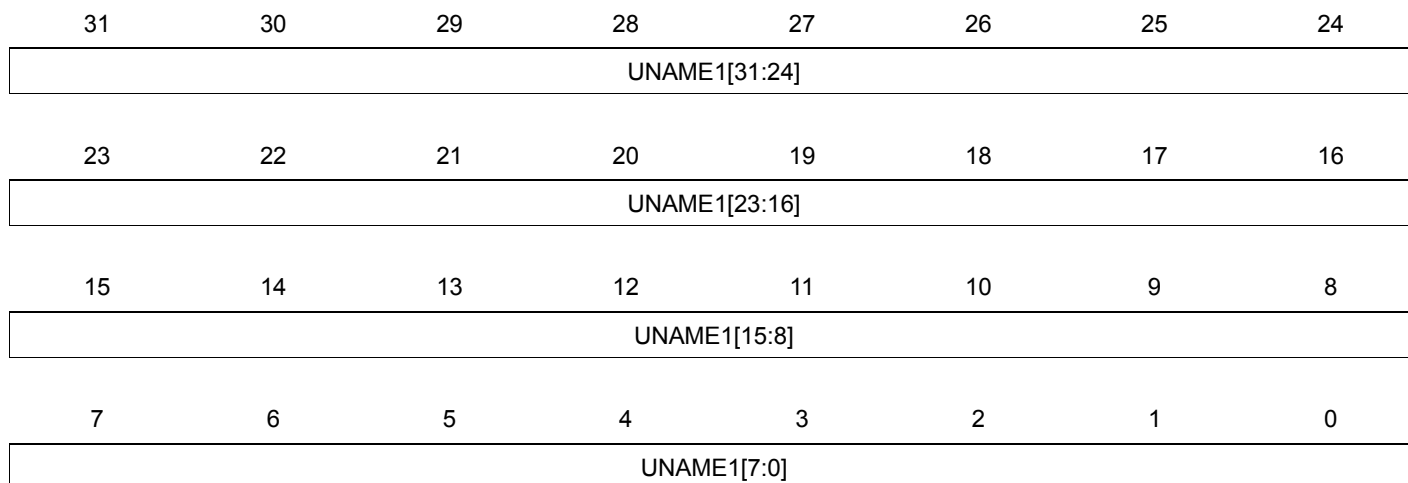 31 30 29 28 27 26 25 24
UNAME1[31:24]
23 22 21 20 19 18 17 16
UNAME1[23:16]
15 14 13 12 11 10 9 8
UNAME1[15:8]
7 6 5 4 3 2 1 0
UNAME1[7:0]